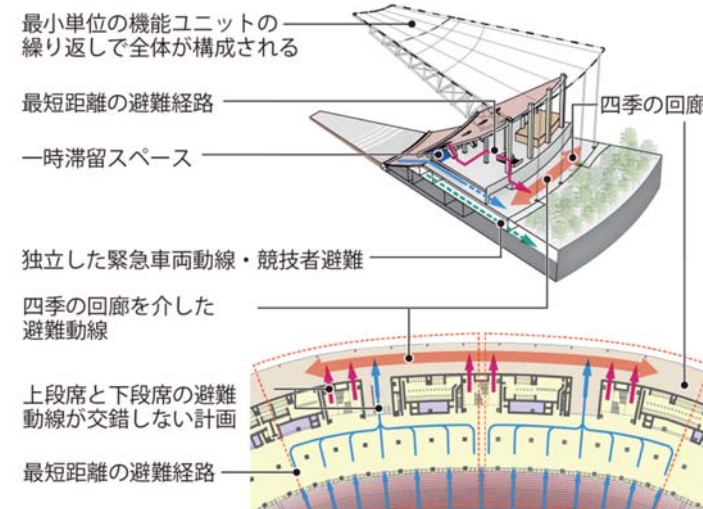 最小単位の機能ユニットの
繰り返しで全体が構成される
最短距離の避難経路
四季の回廊
一時滞留スペース
独立した緊急車両動線・競技者避難
四季の回廊を介した
避難動線
上段席と下段席の避難
動線が交錯しない計画
最短距離の避難経路